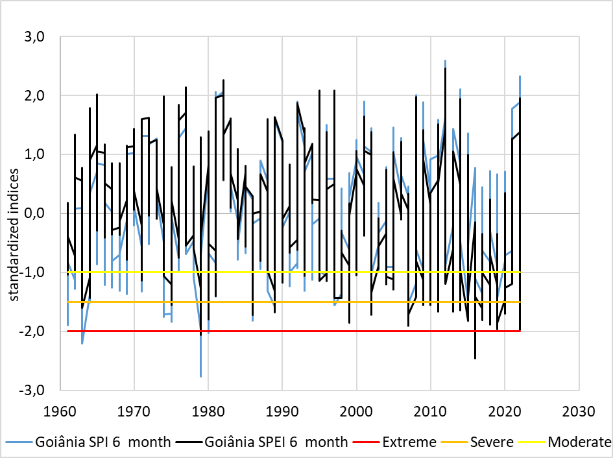 3,0
2,0
1,0
0,0
-1,0
-2,0
-3,0
standardized indices
1960 1970 1980 1990 2000 2010 2020 2030
Goiânia SPI 6 month Goiânia SPEI 6 month Extreme Severe Moderate